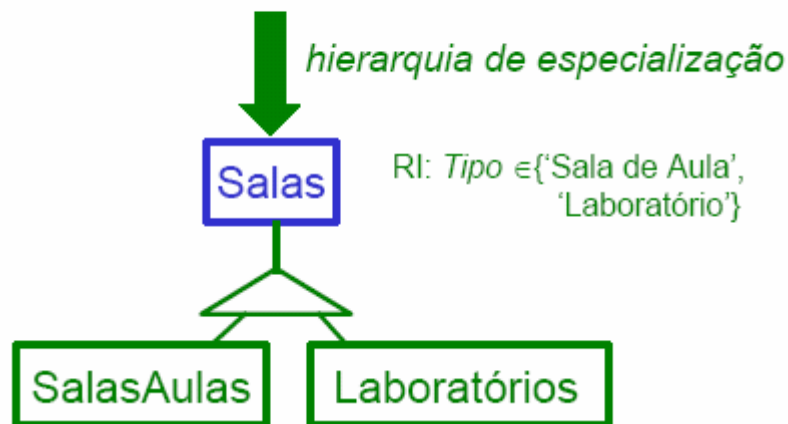 hierarquia de especialização
Salas
RI: Tipo ∈{‘Sala de Aula’,
‘Laboratório’}
SalasAulas
Laboratórios